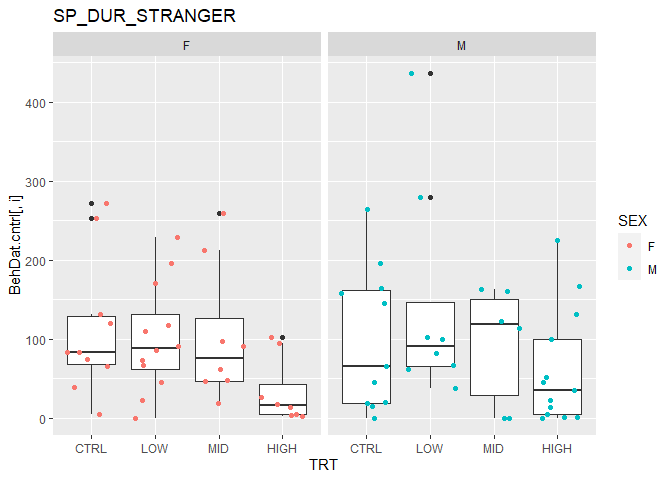 SP_DUR_STRANGER
F
M
400
300
200
100
0
BehDat.cntrl[, i]
CTRL LOW MID HIGH
CTRL LOW MID HIGH
TRT
SEX
F
M